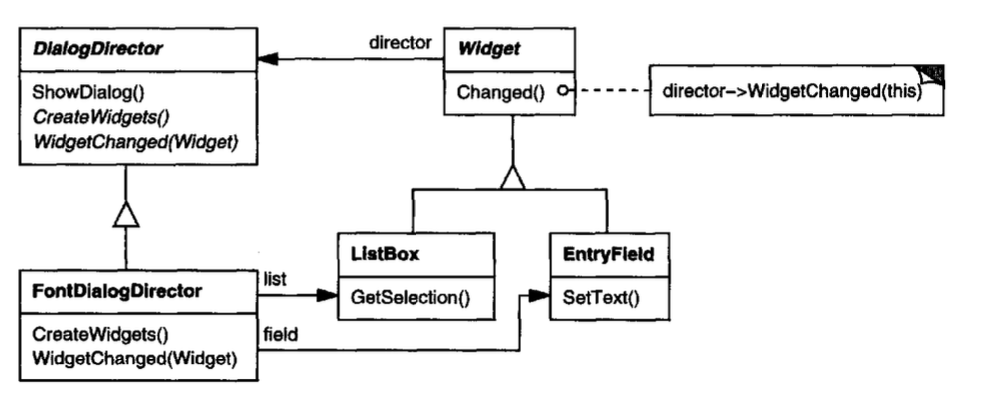 DialogDirector
ShowDialog()
CreateWidgets()
WidgetChanged(Widget)
director
Widget
Changed()
director->WidgetChanged(this)
FontDialogDirector
CreateWidgets()
WidgetChanged(Widget)
list
field
ListBox
GetSelection()
EntryField
SetText()